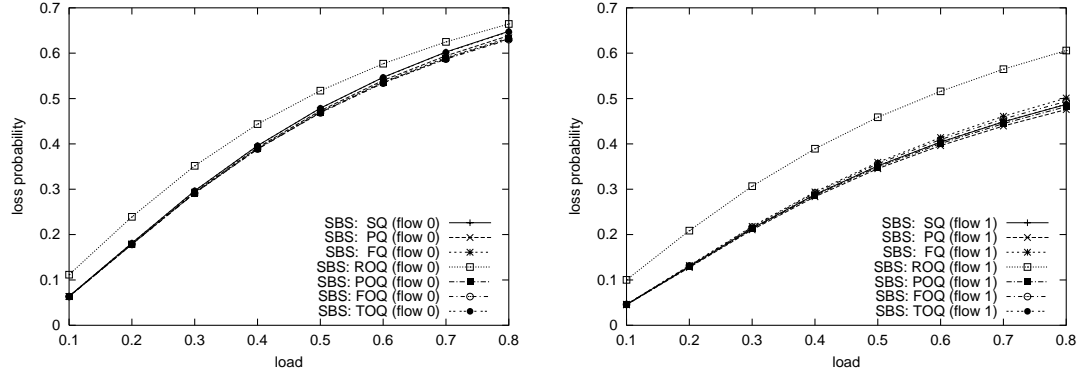 0.7
0.6
0.5
0.4
0.3
0.2
0.1
0
loss probability
SBS: SQ (flow 0)
SBS: PQ (flow 0)
SBS: FQ (flow 0)
SBS: ROQ (flow 0)
SBS: POQ (flow 0)
SBS: FOQ (flow 0)
SBS: TOQ (flow 0)
0.1 0.2 0.3 0.4 0.5 0.6 0.7 0.8
load
0.7
0.6
0.5
0.4
0.3
0.2
0.1
0
loss probability
SBS: SQ (flow 1)
SBS: PQ (flow 1)
SBS: FQ (flow 1)
SBS: ROQ (flow 1)
SBS: POQ (flow 1)
SBS: FOQ (flow 1)
SBS: TOQ (flow 1)
0.1 0.2 0.3 0.4 0.5 0.6 0.7 0.8
load